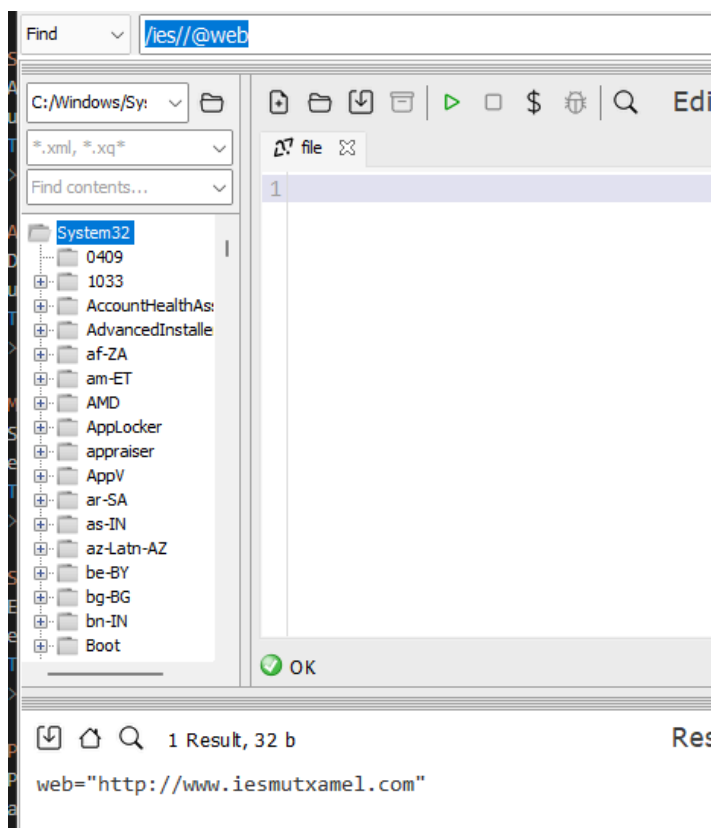 Find
/ies//@web
C:/Windows/Sy:
*.xml, *.xq*
Find contents...
System32
0409
1033
AccountHealthAs
AdvancedInstalle
af-ZA
am-ET
AMD
AppLocker
appraiser
AppV
ar-SA
as-IN
az-Latn-AZ
be-BY
bg-BG
bn-IN
Boot
$
Edi
file
1
OK
1 Result, 32 b
Res
web="http://www.iesmutxamel.com"